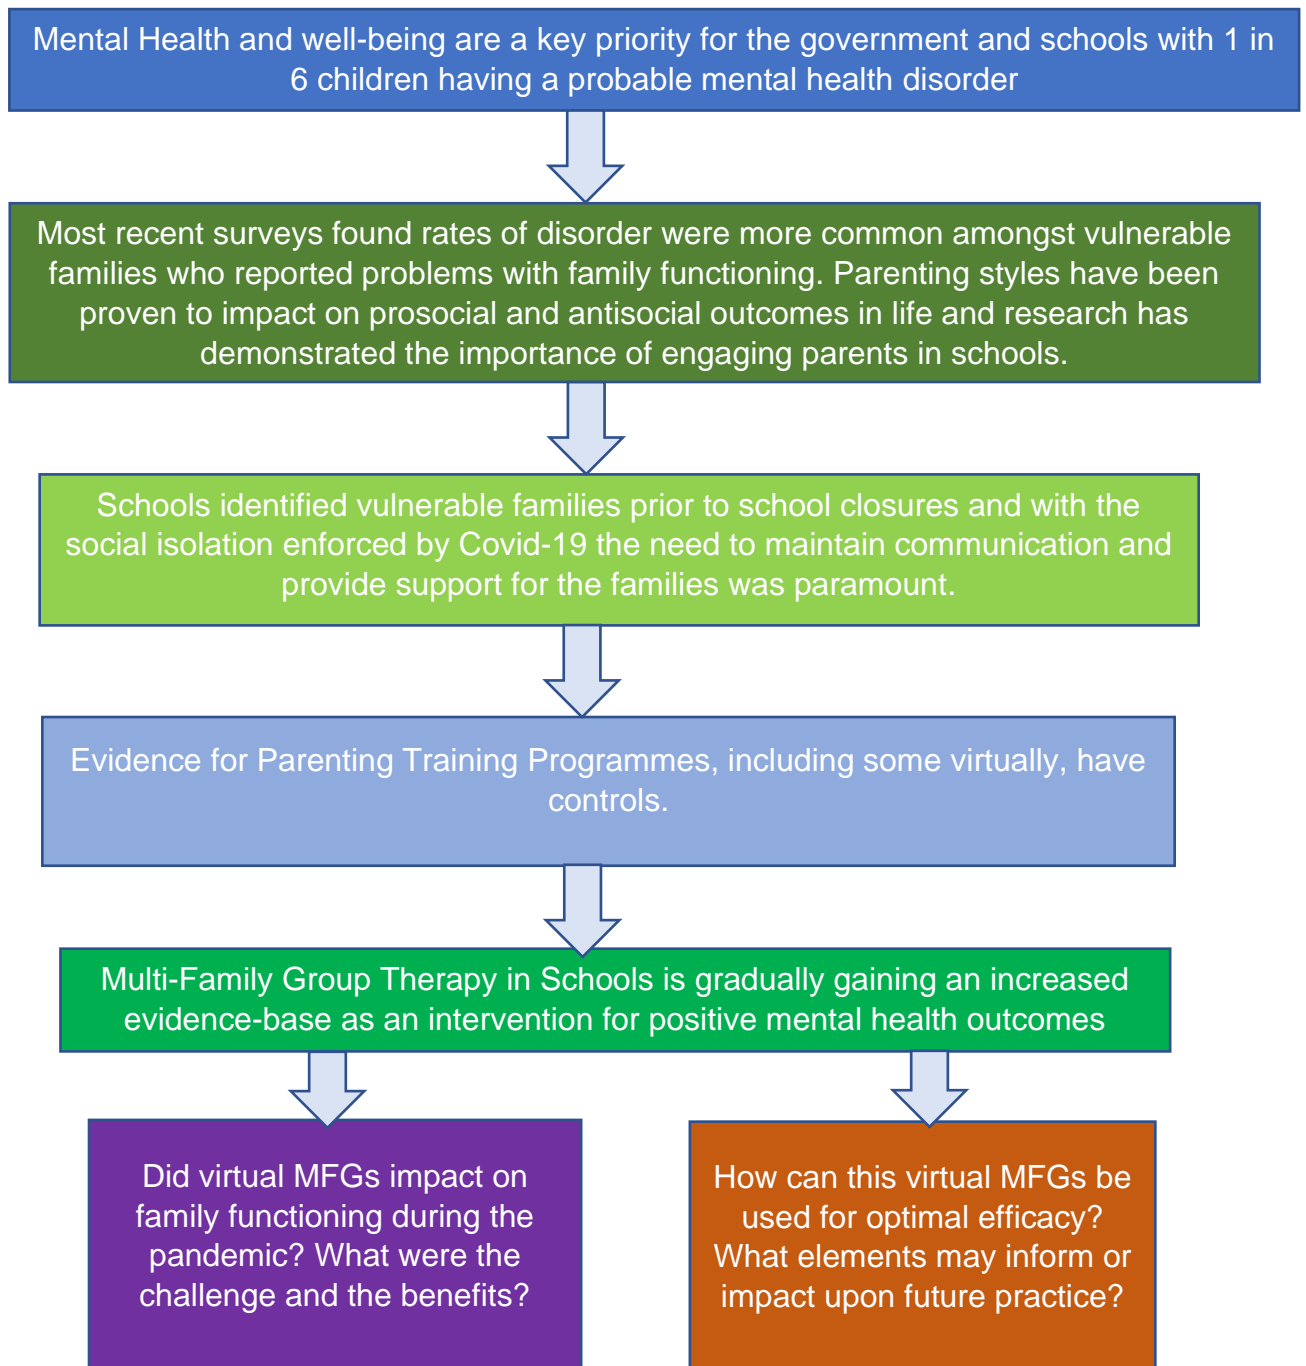 Mental Health and well-being are a key priority for the government and schools with 1 in
6 children having a probable mental health disorder
Most recent surveys found rates of disorder were more common amongst vulnerable
families who reported problems with family functioning. Parenting styles have been
proven to impact on prosocial and antisocial outcomes in life and research has
demonstrated the importance of engaging parents in schools.
Schools identified vulnerable families prior to school closures and with the
social isolation enforced by Covid-19 the need to maintain communication and
provide support for the families was paramount.
Evidence for Parenting Training Programmes, including some virtually, have
controls.
Multi-Family Group Therapy in Schools is gradually gaining an increased
evidence-base as an intervention for positive mental health outcomes
Did virtual MFGs impact on
family functioning during the
pandemic? What were the
challenge and the benefits?
How can this virtual MFGs be
used for optimal efficacy?
What elements may inform or
impact upon future practice?